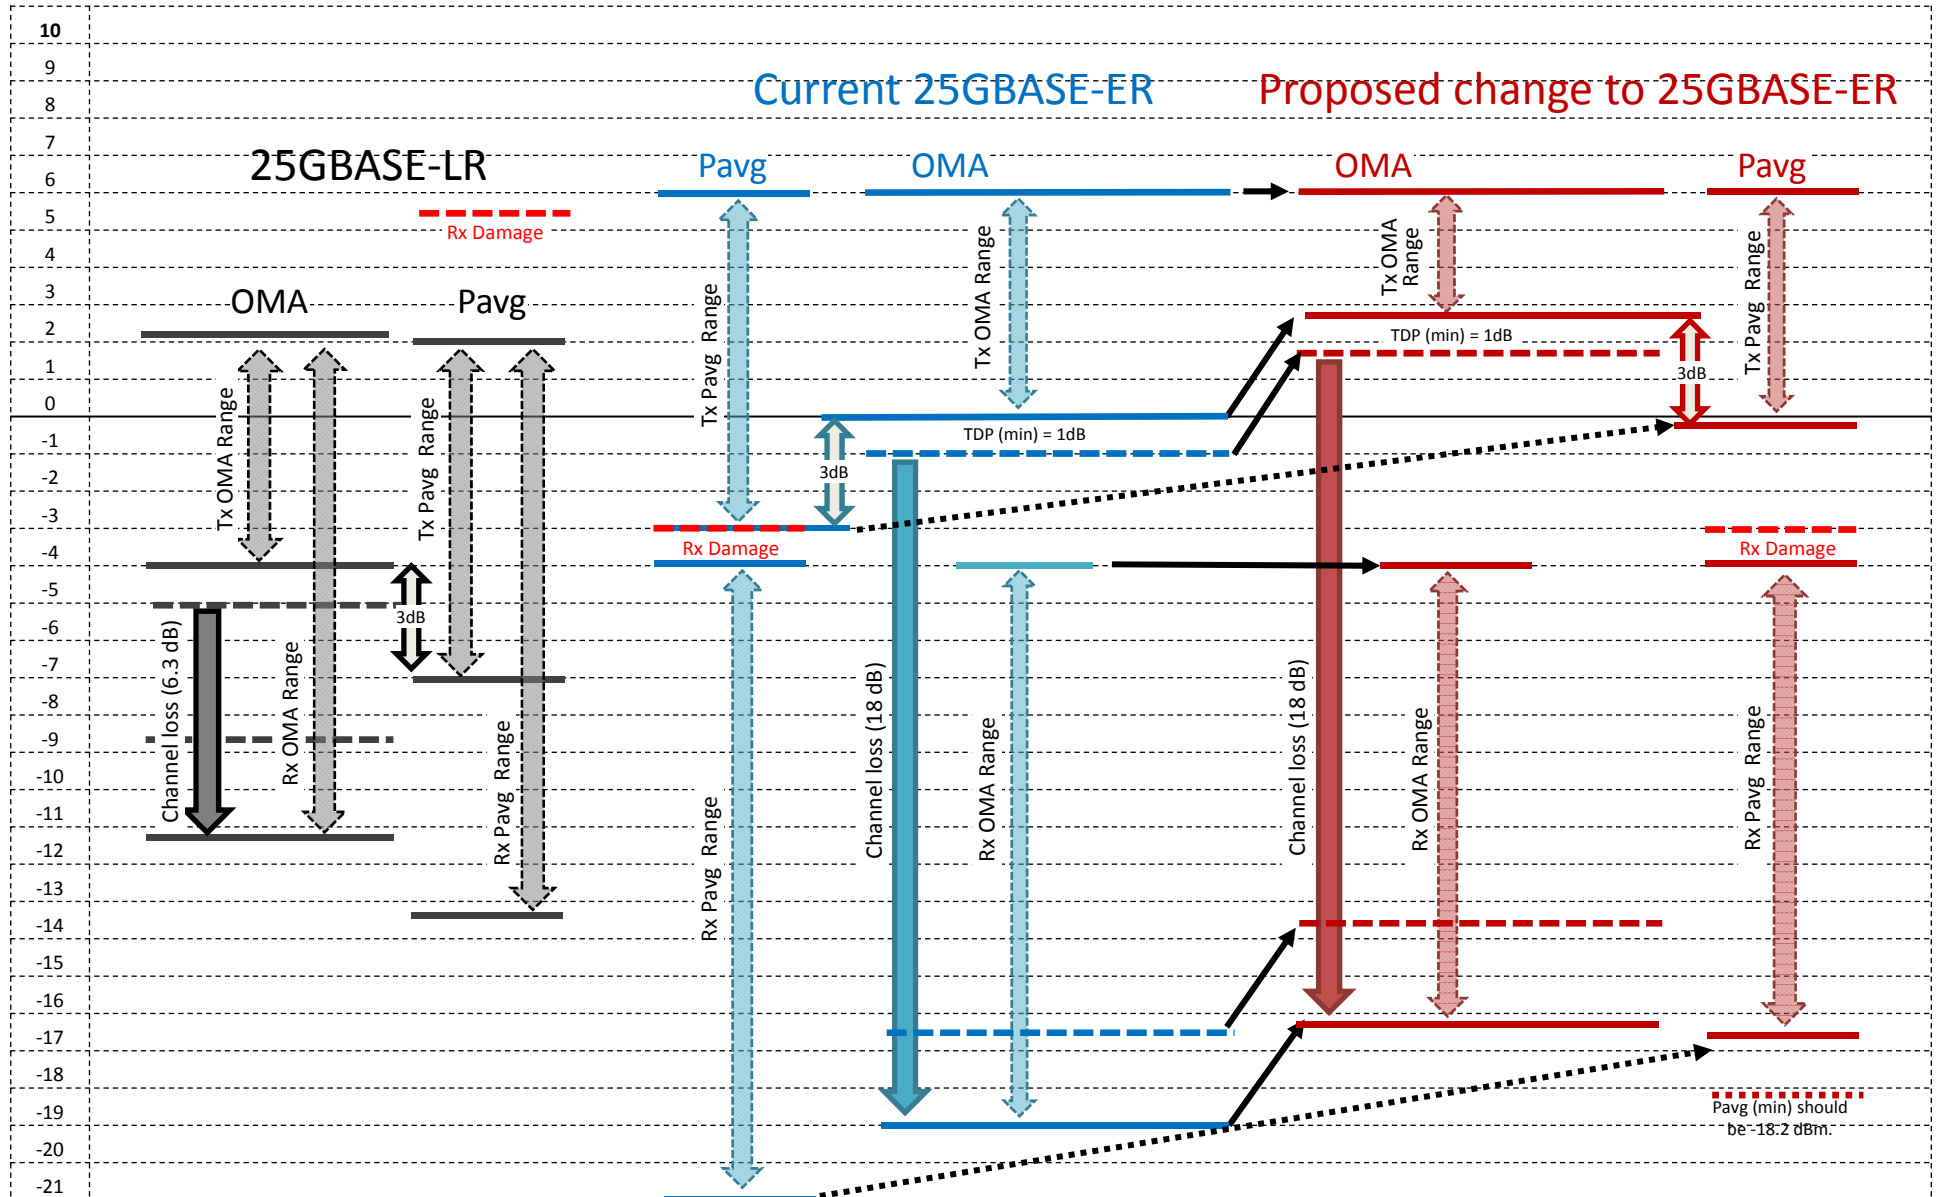 10
9
8
7
6
5
4
3
2
1
0
-1
-2
-3
-4
-5
-6
-7
-8
-9
-10
-11
-12
-13
-14
-15
-16
-17
-18
-19
-20
-21
25GBASE-LR
Rx Damage
OMA
Pavg
Tx OMA Range
Tx Pavg Range
3dB
Channel loss (6.3 dB)
Rx OMA Range
Rx Pavg Range
Current 25GBASE-ER
Pavg
OMA
Tx Pavg Range
Tx OMA Range
TDP (min) = 1dB
3dB
Rx Damage
Rx Pavg Range
Channel loss (18 dB)
Rx OMA Range
Proposed change to 25GBASE-ER
OMA
Pavg
Tx OMA
Range
Tx Pavg Range
TDP (min) = 1dB
3dB
Rx Damage
Channel loss (18 dB)
Rx OMA Range
Rx Pavg Range
Pavg (min) should
be -18.2 dBm.